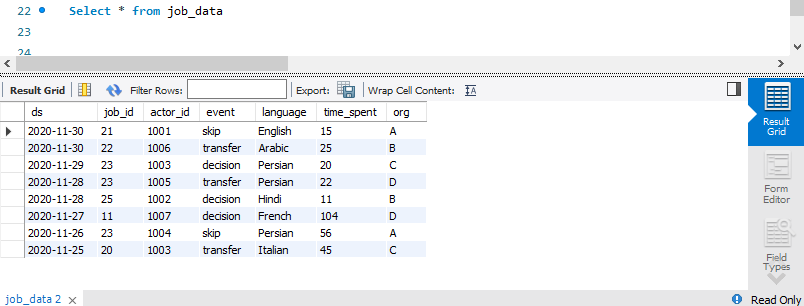 22 Select * from job_data
23
24
Result Grid Filter Rows: Export: Wrap Cell Content:
ds job_id actor_id event language time_spent org
2020-11-30 21 1001 skip English 15 A
2020-11-30 22 1006 transfer Arabic 25 B
2020-11-29 23 1003 decision Persian 20 C
2020-11-28 23 1005 transfer Persian 22 D
2020-11-28 25 1002 decision Hindi 11 B
2020-11-27 11 1007 decision French 104 D
2020-11-26 23 1004 skip Persian 56 A
2020-11-25 20 1003 transfer Italian 45 C
Result
Grid
Form
Editor
Field
Types
job_data 2 Read Only